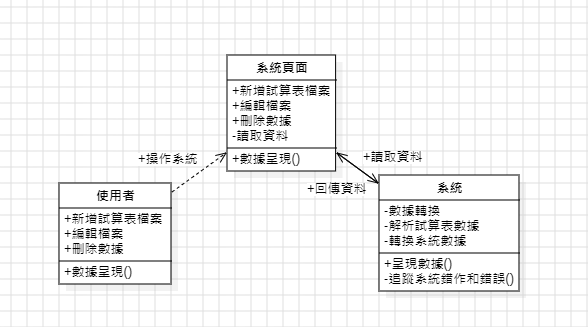 系統頁面
+新增試算表檔案
+編輯檔案
+刪除數據
-讀取資料
+數據呈現()
+操作系統
+讀取資料
+回傳資料
使用者
+新增試算表檔案
+編輯檔案
+刪除數據
+數據呈現()
系統
-數據轉換
-解析試算表數據
-轉換系統數據
+呈現數據()
-追蹤系統錯作和錯誤()